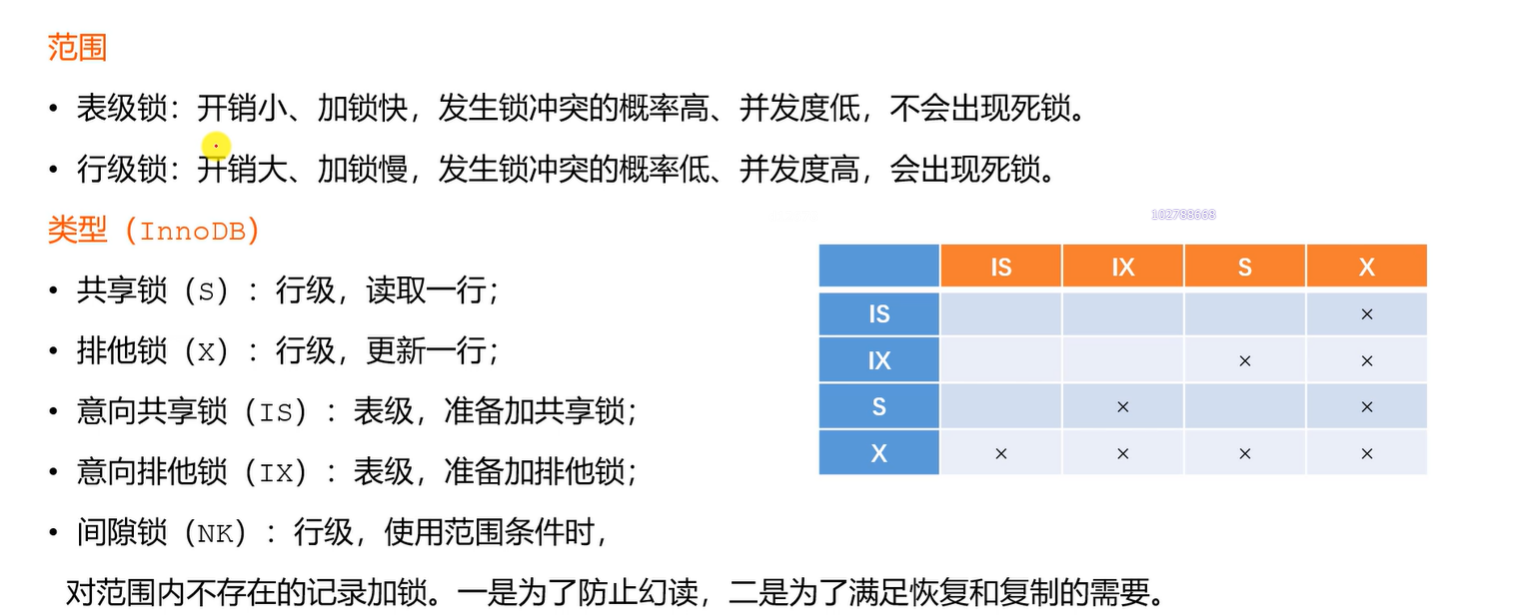 范围
• 表级锁：开销小、加锁快，发生锁冲突的概率高、并发度低，不会出现死锁。
• 行级锁：开销大、加锁慢，发生锁冲突的概率低、并发度高，会出现死锁。
类型（InnoDB）
102788668
• 共享锁（S）：行级，读取一行；
• 排他锁（X）：行级，更新一行；
• 意向共享锁（IS）：表级，准备加共享锁；
• 意向排他锁（IX）：表级，准备加排他锁；
• 间隙锁（NK）：行级，使用范围条件时，
对范围内不存在的记录加锁。一是为了防止幻读，二是为了满足恢复和复制的需要。
IS IX S X
IS ×
IX × ×
S × ×
X × × × ×